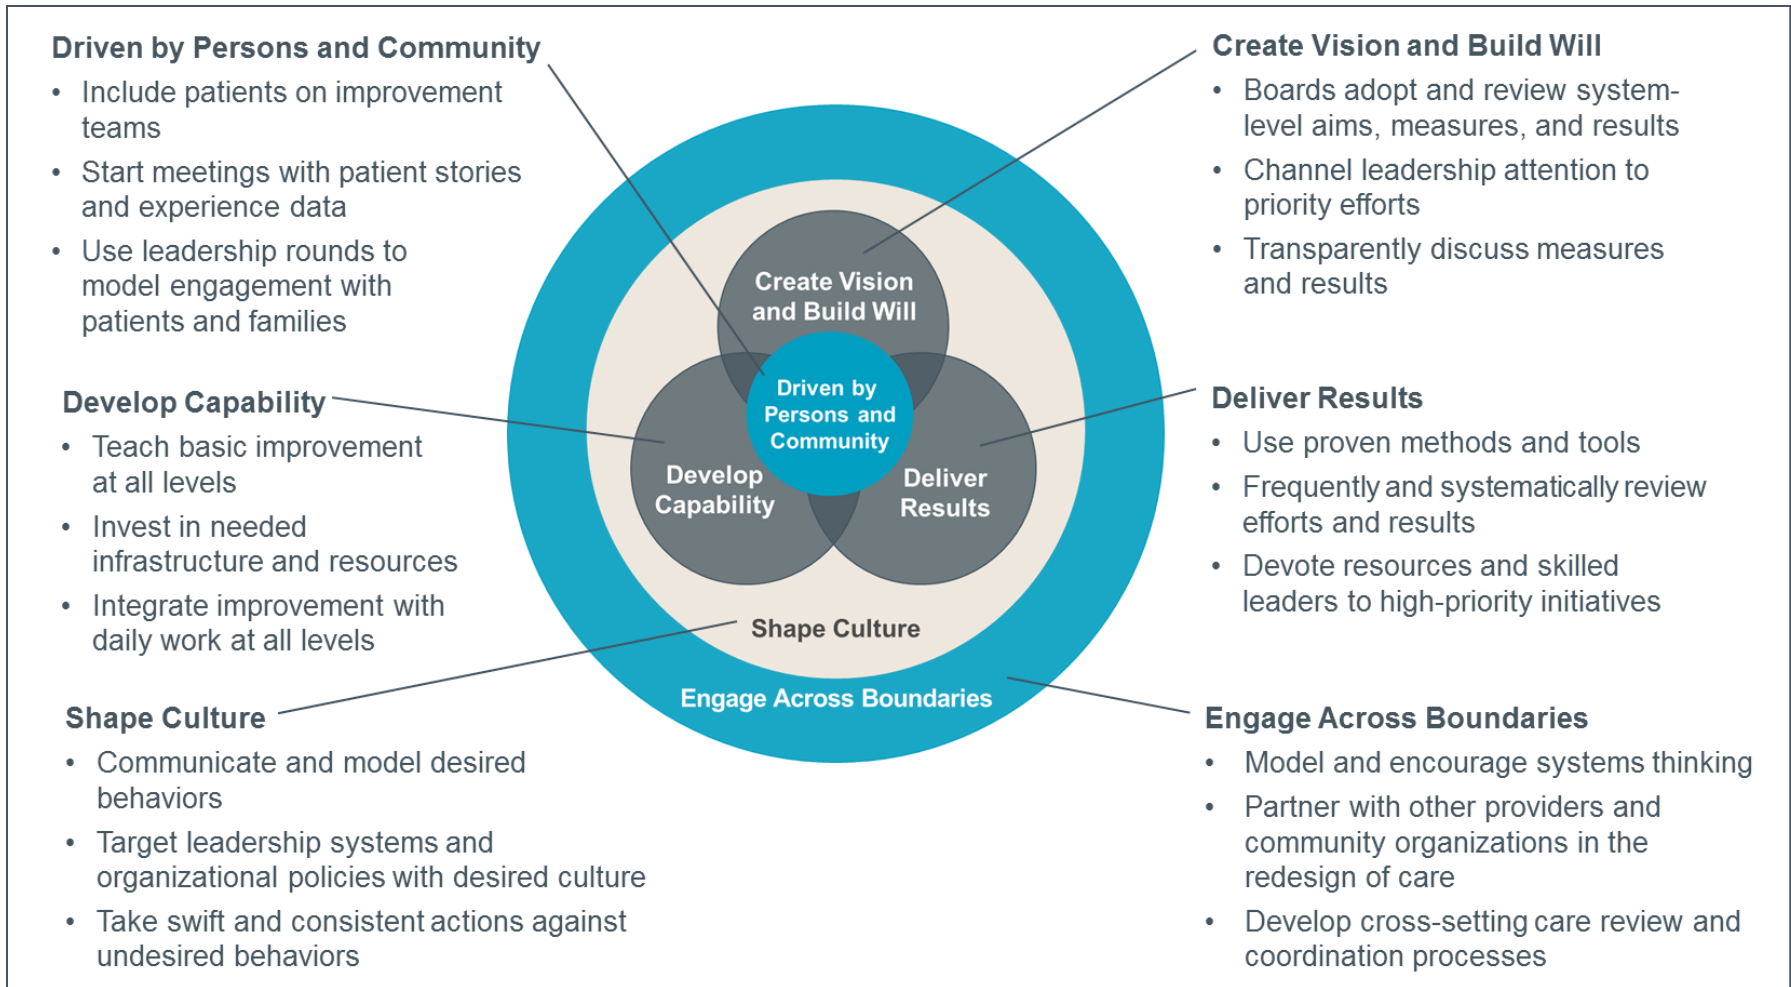 Driven by Persons and Community
• Include patients on improvement
teams
• Start meetings with patient stories
and experience data
• Use leadership rounds to
model engagement with
patients and families
Develop Capability
• Teach basic improvement
at all levels
• Invest in needed
infrastructure and resources
• Integrate improvement with
daily work at all levels
Shape Culture
• Communicate and model desired
behaviors
• Target leadership systems and
organizational policies with desired culture
• Take swift and consistent actions against
undesired behaviors
Create Vision
and Build Will
Driven by
Persons and
Community
Develop
Capability
Deliver
Results
Shape Culture
Engage Across Boundaries
Create Vision and Build Will
• Boards adopt and review system-
level aims, measures, and results
• Channel leadership attention to
priority efforts
• Transparently discuss measures
and results
Deliver Results
• Use proven methods and tools
• Frequently and systematically review
efforts and results
• Devote resources and skilled
leaders to high-priority initiatives
Engage Across Boundaries
• Model and encourage systems thinking
• Partner with other providers and
community organizations in the
redesign of care
• Develop cross-setting care review and
coordination processes